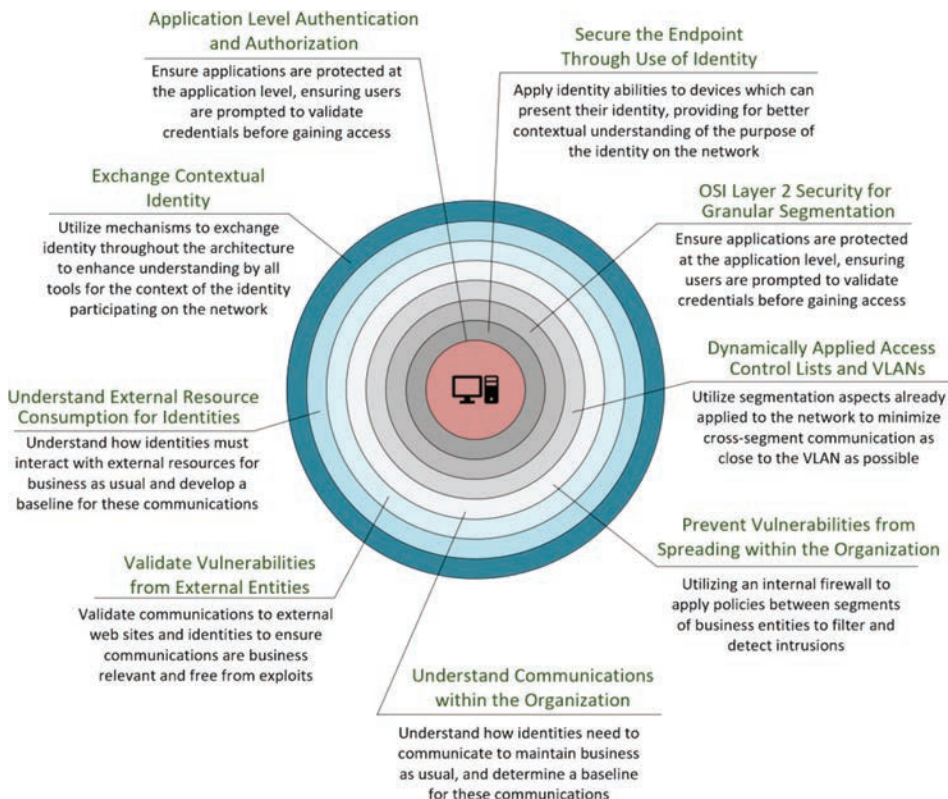 Application Level Authentication
and Authorization
Ensure applications are protected at
the application level, ensuring users
are prompted to validate
credentials before gaining access
Secure the Endpoint
Through Use of Identity
Apply identity abilities to devices which can
present their identity, providing for better
contextual understanding of the purpose of
the identity on the network
Exchange Contextual
Identity
Utilize mechanisms to exchange
identity throughout the architecture
to enhance understanding by all
tools for the context of the identity
participating on the network
OSI Layer 2 Security for
Granular Segmentation
Ensure applications are protected
at the application level, ensuring
users are prompted to validate
credentials before gaining access
Dynamically Applied Access
Control Lists and VLANs
Utilize segmentation aspects already
applied to the network to minimize
cross-segment communication as
close to the VLAN as possible
Understand External Resource
Consumption for Identities
Understand how identities must
interact with external resources for
business as usual and develop a
baseline for these communications
Prevent Vulnerabilities from
Spreading within the Organization
Utilizing an internal firewall to
apply policies between segments
of business entities to filter and
detect intrusions
Validate Vulnerabilities
from External Entities
Validate communications to external
web sites and identities to ensure
communications are business
relevant and free from exploits
Understand Communications
within the Organization
Understand how identities need to
communicate to maintain business
as usual, and determine a baseline
for these communications